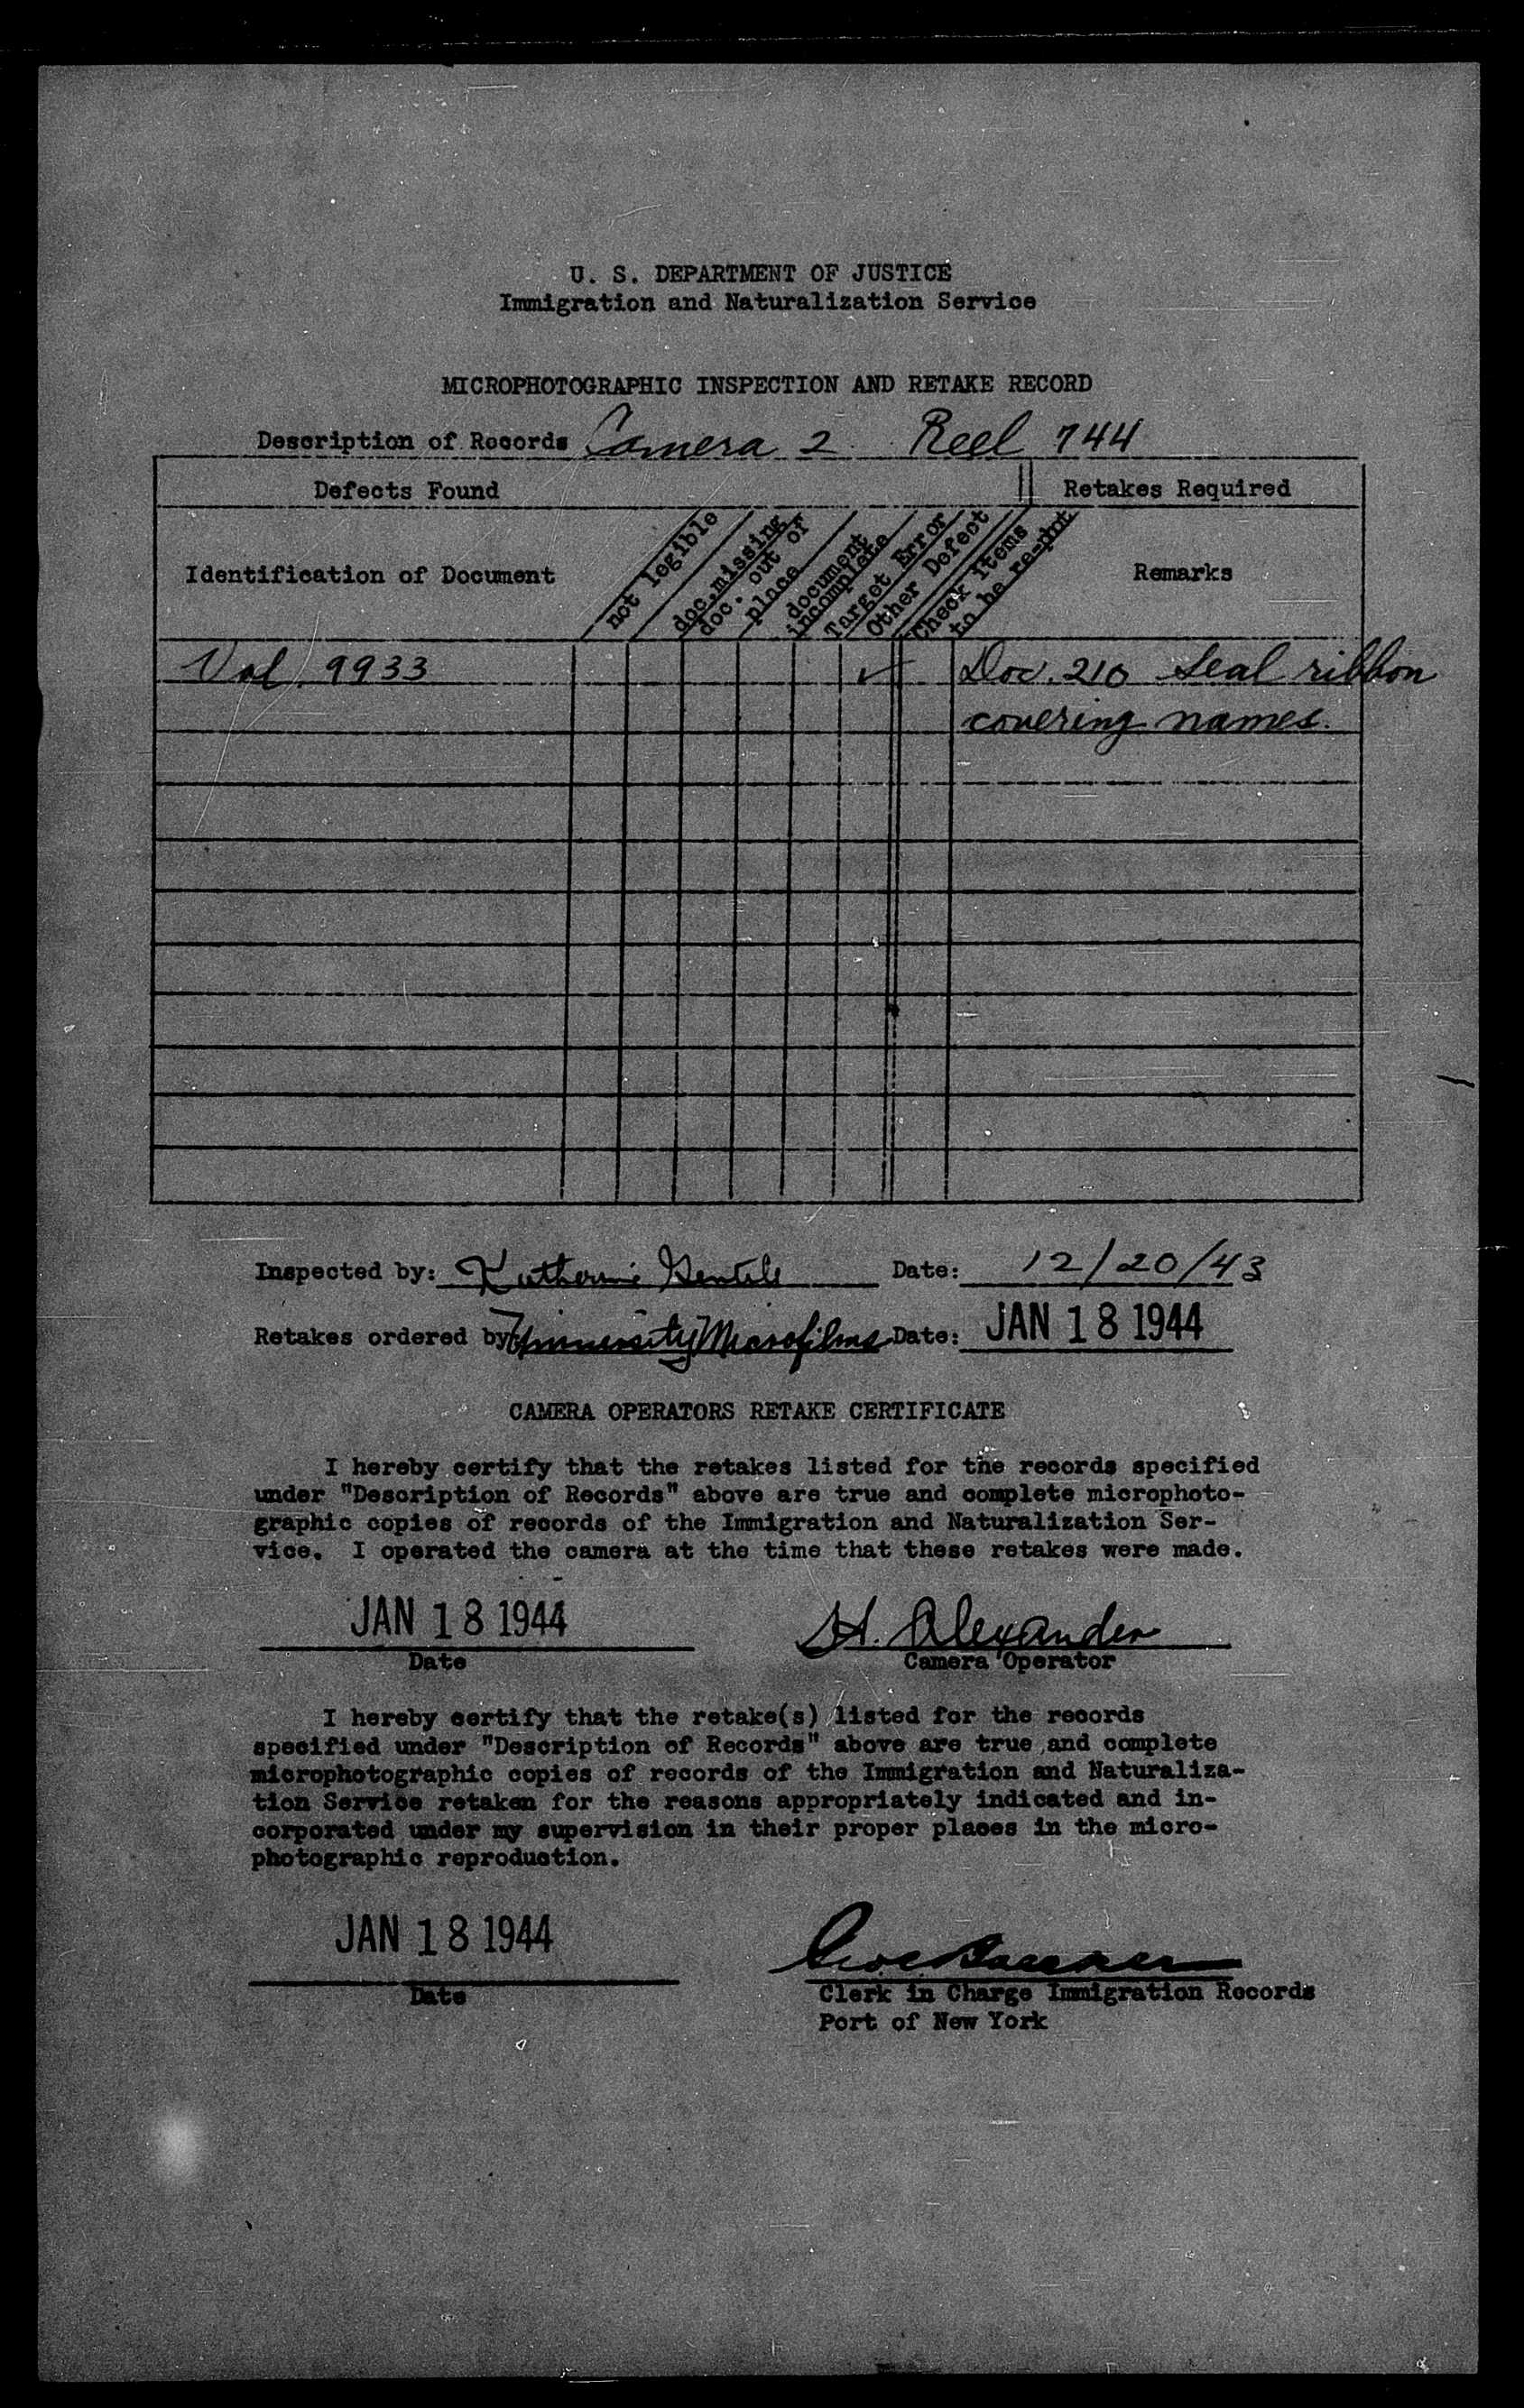 U. S. DEPARTMENT OF JUSTICE
Immigration and Naturalization Service
MICROPHOTOGRAPHIC INSPECTION AND RETAKE RECORD
Description of Records Camera 2 Reel 744
Defects Found Retakes Required
Identification of Document
not legible
doc. missing
doc. out of
place
document
incomplete
Target Error
Other Defect
Check items
to be re-phot
Remarks
Vol. 9933 ✓ Doc. 210 Seal ribbon
covering names.
Inspected by: Katherine Gentile Date: 12/20/43
Retakes ordered by University Microfilms Date: JAN 18 1944
CAMERA OPERATORS RETAKE CERTIFICATE
I hereby certify that the retakes listed for the records specified
under "Description of Records" above are true and complete microphoto-
graphic copies of records of the Immigration and Naturalization Ser-
vice. I operated the camera at the time that these retakes were made.
JAN 18 1944 H. Alexander
Date Camera Operator
I hereby certify that the retake(s) listed for the records
specified under "Description of Records" above are true and complete
microphotographic copies of records of the Immigration and Naturaliza-
tion Service retaken for the reasons appropriately indicated and in-
corporated under my supervision in their proper places in the micro-
photographic reproduction.
JAN 18 1944
Date Clerk in Charge Immigration Records
Port of New York